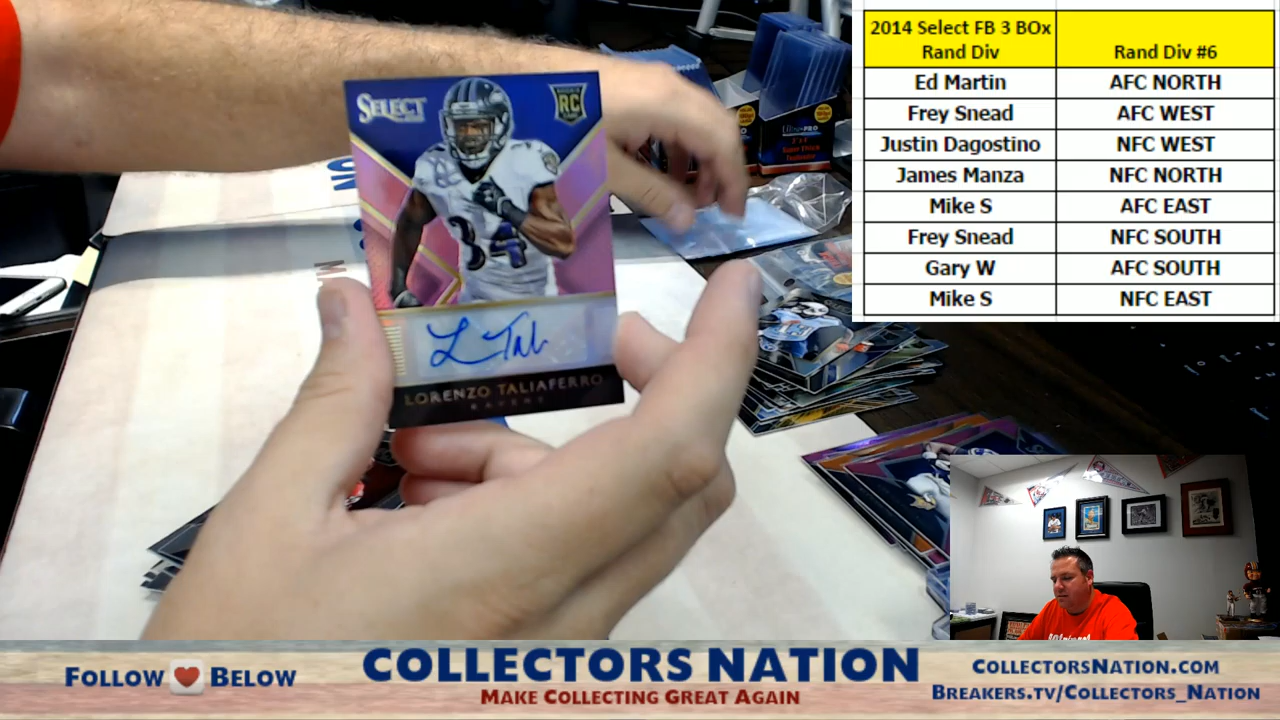 2014 Select FB 3 BOx
Rand Div
Rand Div #6
Ed Martin AFC NORTH
Frey Snead AFC WEST
Justin Dagostino NFC WEST
James Manza NFC NORTH
Mike S AFC EAST
Frey Snead NFC SOUTH
Gary W AFC SOUTH
Mike S NFC EAST
SELECT
RC
34
L Tal
LORENZO TALIAFERRO
RAVENS
FOLLOW BELOW
COLLECTORS NATION
MAKE COLLECTING GREAT AGAIN
COLLECTORSNATION.COM
BREAKERS.TV/COLLECTORS_NATION